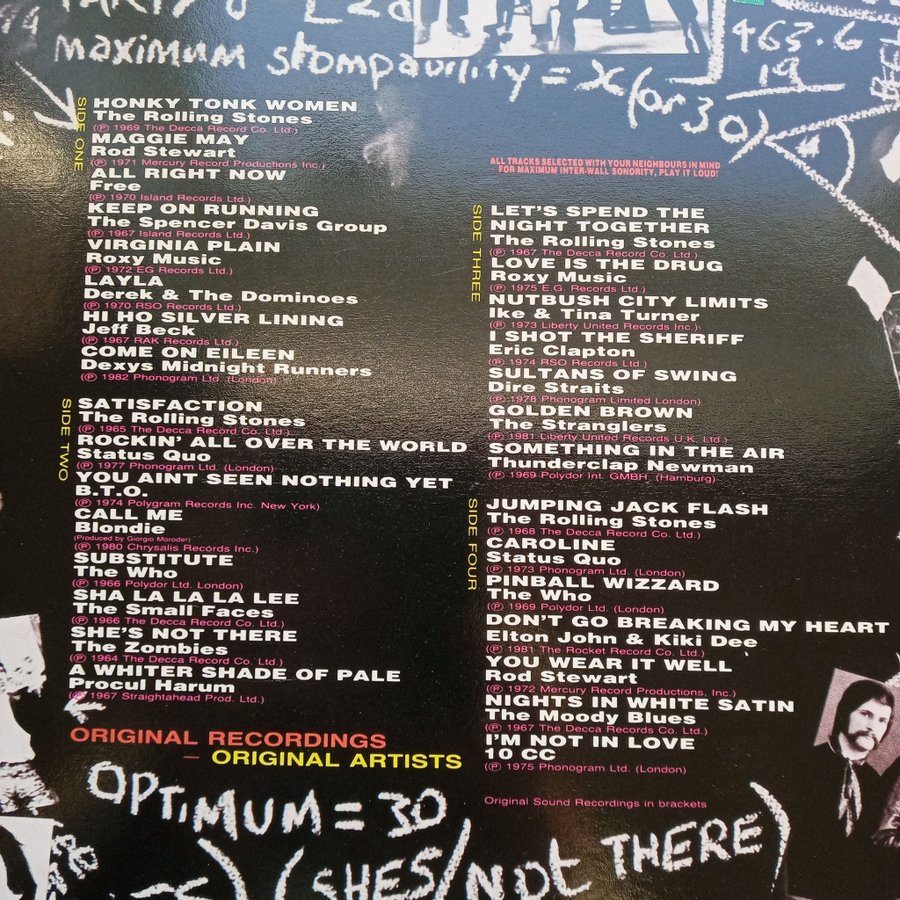 maximum stompability = x (or 30)
463.6
19
SIDE ONE
HONKY TONK WOMEN
The Rolling Stones
(℗ 1969 The Decca Record Co. Ltd.)
MAGGIE MAY
Rod Stewart
(℗ 1971 Mercury Record Productions Inc.)
ALL RIGHT NOW
Free
(℗ 1970 Island Records Ltd.)
KEEP ON RUNNING
The Spencer Davis Group
(℗ 1967 Island Records Ltd.)
VIRGINIA PLAIN
Roxy Music
(℗ 1972 EG Records Ltd.)
LAYLA
Derek & The Dominoes
(℗ 1970 RSO Records Ltd.)
HI HO SILVER LINING
Jeff Beck
(℗ 1967 RAK Records Ltd.)
COME ON EILEEN
Dexys Midnight Runners
(℗ 1982 Phonogram Ltd. (London)
SIDE TWO
SATISFACTION
The Rolling Stones
(℗ 1965 The Decca Record Co. Ltd.)
ROCKIN' ALL OVER THE WORLD
Status Quo
(℗ 1977 Phonogram Ltd. (London)
YOU AINT SEEN NOTHING YET
B.T.O.
(℗ 1974 Polygram Records Inc. New York)
CALL ME
Blondie
(Produced by Giorgio Moroder)
(℗ 1980 Chrysalis Records Inc.)
SUBSTITUTE
The Who
(℗ 1966 Polydor Ltd. London)
SHA LA LA LA LEE
The Small Faces
(℗ 1966 The Decca Record Co. Ltd.)
SHE'S NOT THERE
The Zombies
(℗ 1964 The Decca Record Co. Ltd.)
A WHITER SHADE OF PALE
Procul Harum
(℗ 1967 Straightahead Prod. Ltd.)
ORIGINAL RECORDINGS
– ORIGINAL ARTISTS
ALL TRACKS SELECTED WITH YOUR NEIGHBOURS IN MIND
FOR MAXIMUM INTER-WALL SONORITY, PLAY IT LOUD!
SIDE THREE
LET'S SPEND THE
NIGHT TOGETHER
The Rolling Stones
(℗ 1967 The Decca Record Co. Ltd.)
LOVE IS THE DRUG
Roxy Music
(℗ 1975 E.G. Records Ltd.)
NUTBUSH CITY LIMITS
Ike & Tina Turner
(℗ 1973 Liberty United Records Inc.)
I SHOT THE SHERIFF
Eric Clapton
(℗ 1974 RSO Records Ltd.)
SULTANS OF SWING
Dire Straits
(℗ 1978 Phonogram Limited London)
GOLDEN BROWN
The Stranglers
(℗ 1981 Liberty United Records U.K. Ltd.)
SOMETHING IN THE AIR
Thunderclap Newman
(℗ 1969 Polydor Int. GMBH. (Hamburg)
SIDE FOUR
JUMPING JACK FLASH
The Rolling Stones
(℗ 1968 The Decca Record Co. Ltd.)
CAROLINE
Status Quo
(℗ 1973 Phonogram Ltd. (London)
PINBALL WIZZARD
The Who
(℗ 1969 Polydor Ltd. (London)
DON'T GO BREAKING MY HEART
Elton John & Kiki Dee
(℗ 1981 The Rocket Record Co. Ltd.)
YOU WEAR IT WELL
Rod Stewart
(℗ 1972 Mercury Record Productions, Inc.)
NIGHTS IN WHITE SATIN
The Moody Blues
(℗ 1967 The Decca Records Co. Ltd.)
I'M NOT IN LOVE
10 CC
(℗ 1975 Phonogram Ltd. (London)
Original Sound Recordings in brackets
OPTIMUM = 30
(SHES/NOT THERE)